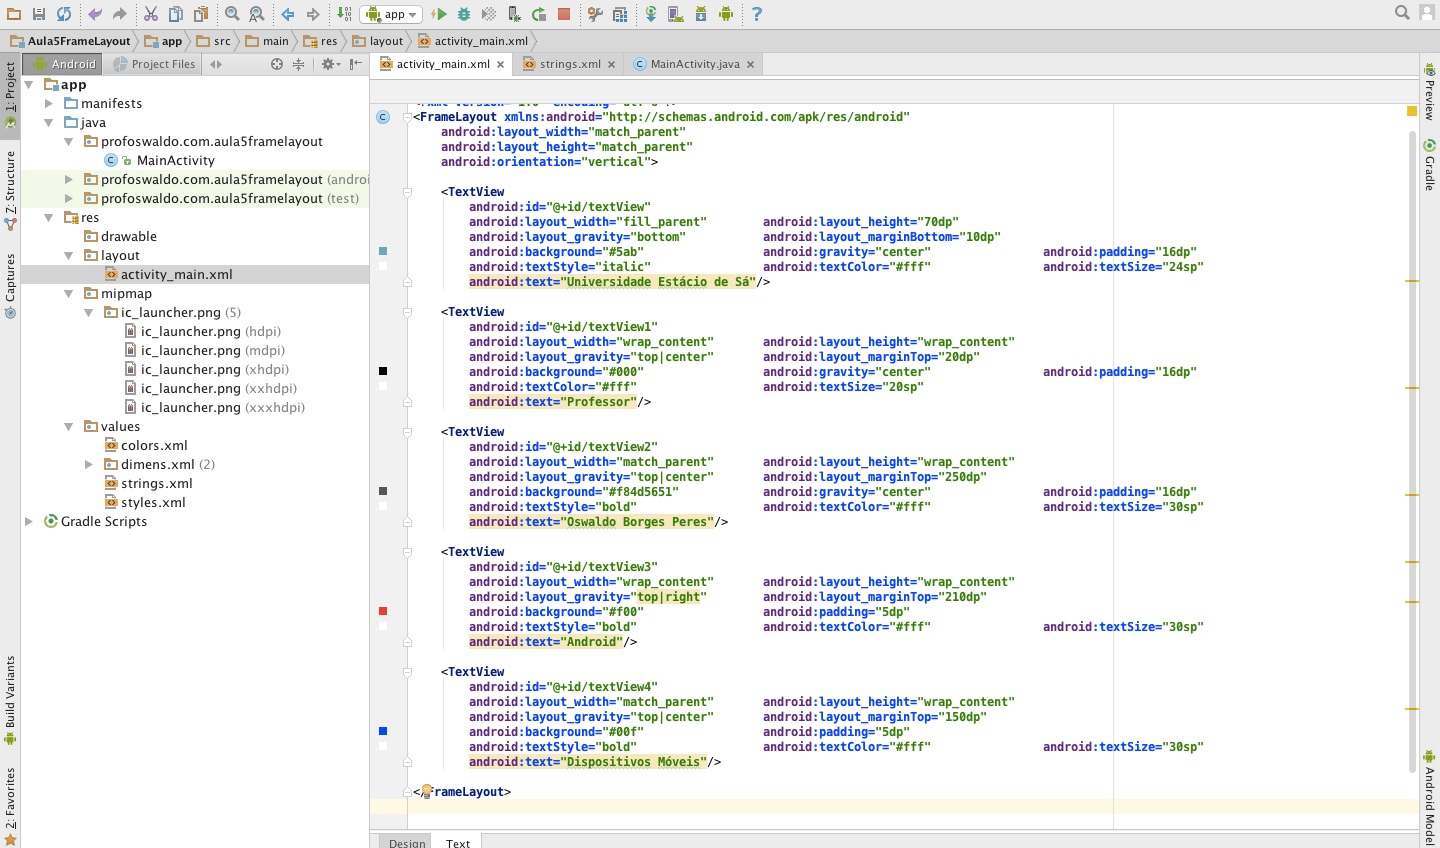 app
Aula5FrameLayout app src main res layout activity_main.xml
Android Project Files
activity_main.xml strings.xml MainActivity.java
1: Project
Z: Structure
Captures
Build Variants
2: Favorites
app
manifests
java
profoswaldo.com.aula5framelayout
MainActivity
profoswaldo.com.aula5framelayout (androi
profoswaldo.com.aula5framelayout (test)
res
drawable
layout
activity_main.xml
mipmap
ic_launcher.png (5)
ic_launcher.png (hdpi)
ic_launcher.png (mdpi)
ic_launcher.png (xhdpi)
ic_launcher.png (xxhdpi)
ic_launcher.png (xxxhdpi)
values
colors.xml
dimens.xml (2)
strings.xml
styles.xml
Gradle Scripts
<FrameLayout xmlns:android="http://schemas.android.com/apk/res/android"
android:layout_width="match_parent"
android:layout_height="match_parent"
android:orientation="vertical">
<TextView
android:id="@+id/textView"
android:layout_width="fill_parent" android:layout_height="70dp"
android:layout_gravity="bottom" android:layout_marginBottom="10dp"
android:background="#5ab" android:gravity="center" android:padding="16dp"
android:textStyle="italic" android:textColor="#fff" android:textSize="24sp"
android:text="Universidade Estácio de Sá"/>
<TextView
android:id="@+id/textView1"
android:layout_width="wrap_content" android:layout_height="wrap_content"
android:layout_gravity="top|center" android:layout_marginTop="20dp"
android:background="#000" android:gravity="center" android:padding="16dp"
android:textColor="#fff" android:textSize="20sp"
android:text="Professor"/>
<TextView
android:id="@+id/textView2"
android:layout_width="match_parent" android:layout_height="wrap_content"
android:layout_gravity="top|center" android:layout_marginTop="250dp"
android:background="#f84d5651" android:gravity="center" android:padding="16dp"
android:textStyle="bold" android:textColor="#fff" android:textSize="30sp"
android:text="Oswaldo Borges Peres"/>
<TextView
android:id="@+id/textView3"
android:layout_width="wrap_content" android:layout_height="wrap_content"
android:layout_gravity="top|right" android:layout_marginTop="210dp"
android:background="#f00" android:padding="5dp"
android:textStyle="bold" android:textColor="#fff" android:textSize="30sp"
android:text="Android"/>
<TextView
android:id="@+id/textView4"
android:layout_width="match_parent" android:layout_height="wrap_content"
android:layout_gravity="top|center" android:layout_marginTop="150dp"
android:background="#00f" android:padding="5dp"
android:textStyle="bold" android:textColor="#fff" android:textSize="30sp"
android:text="Dispositivos Móveis"/>
</FrameLayout>
Design Text
Preview
Gradle
Android Model